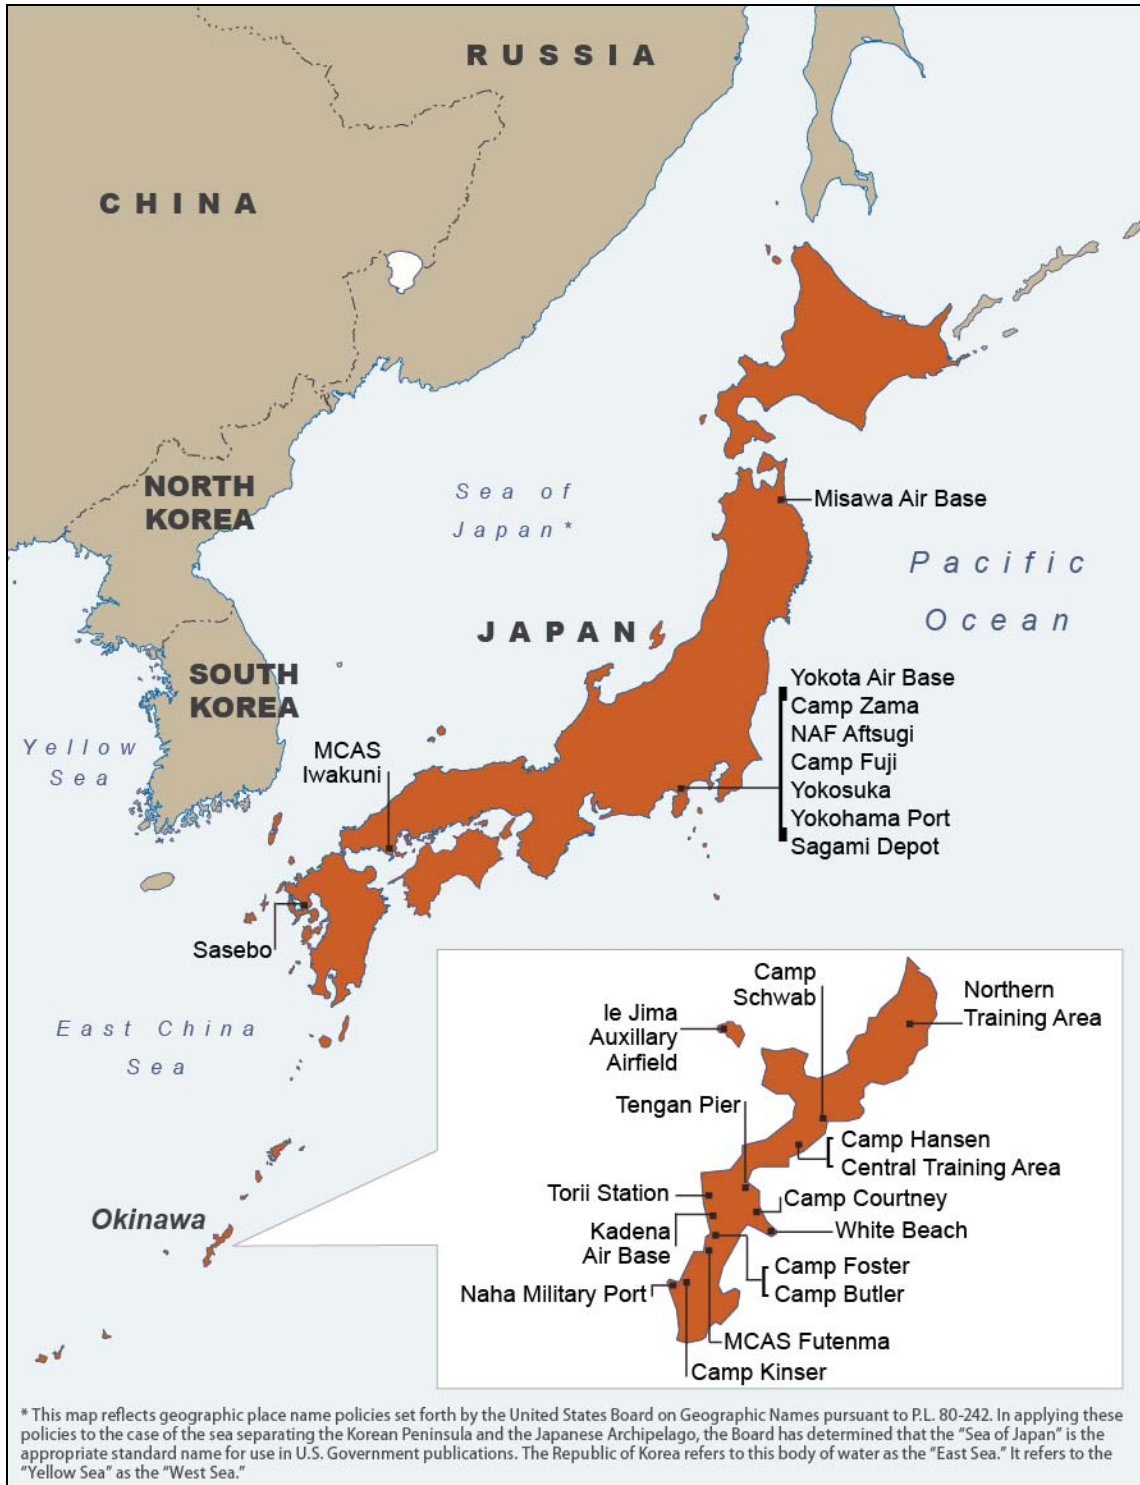 RUSSIA
CHINA
NORTH
KOREA
Sea of
Japan*
Misawa Air Base
Pacific
Ocean
JAPAN
SOUTH
KOREA
Yellow
Sea
MCAS
Iwakuni
Yokota Air Base
Camp Zama
NAF Aftsugi
Camp Fuji
Yokosuka
Yokohama Port
Sagami Depot
Sasebo
East China
Sea
Okinawa
Camp
Schwab
Northern
Training Area
Ie Jima
Auxillary
Airfield
Tengan Pier
Camp Hansen
Central Training Area
Torii Station
Camp Courtney
Kadena
Air Base
White Beach
Camp Foster
Camp Butler
Naha Military Port
MCAS Futenma
Camp Kinser
* This map reflects geographic place name policies set forth by the United States Board on Geographic Names pursuant to P.L. 80-242. In applying these
policies to the case of the sea separating the Korean Peninsula and the Japanese Archipelago, the Board has determined that the “Sea of Japan” is the
appropriate standard name for use in U.S. Government publications. The Republic of Korea refers to this body of water as the “East Sea.” It refers to the
“Yellow Sea” as the “West Sea.”